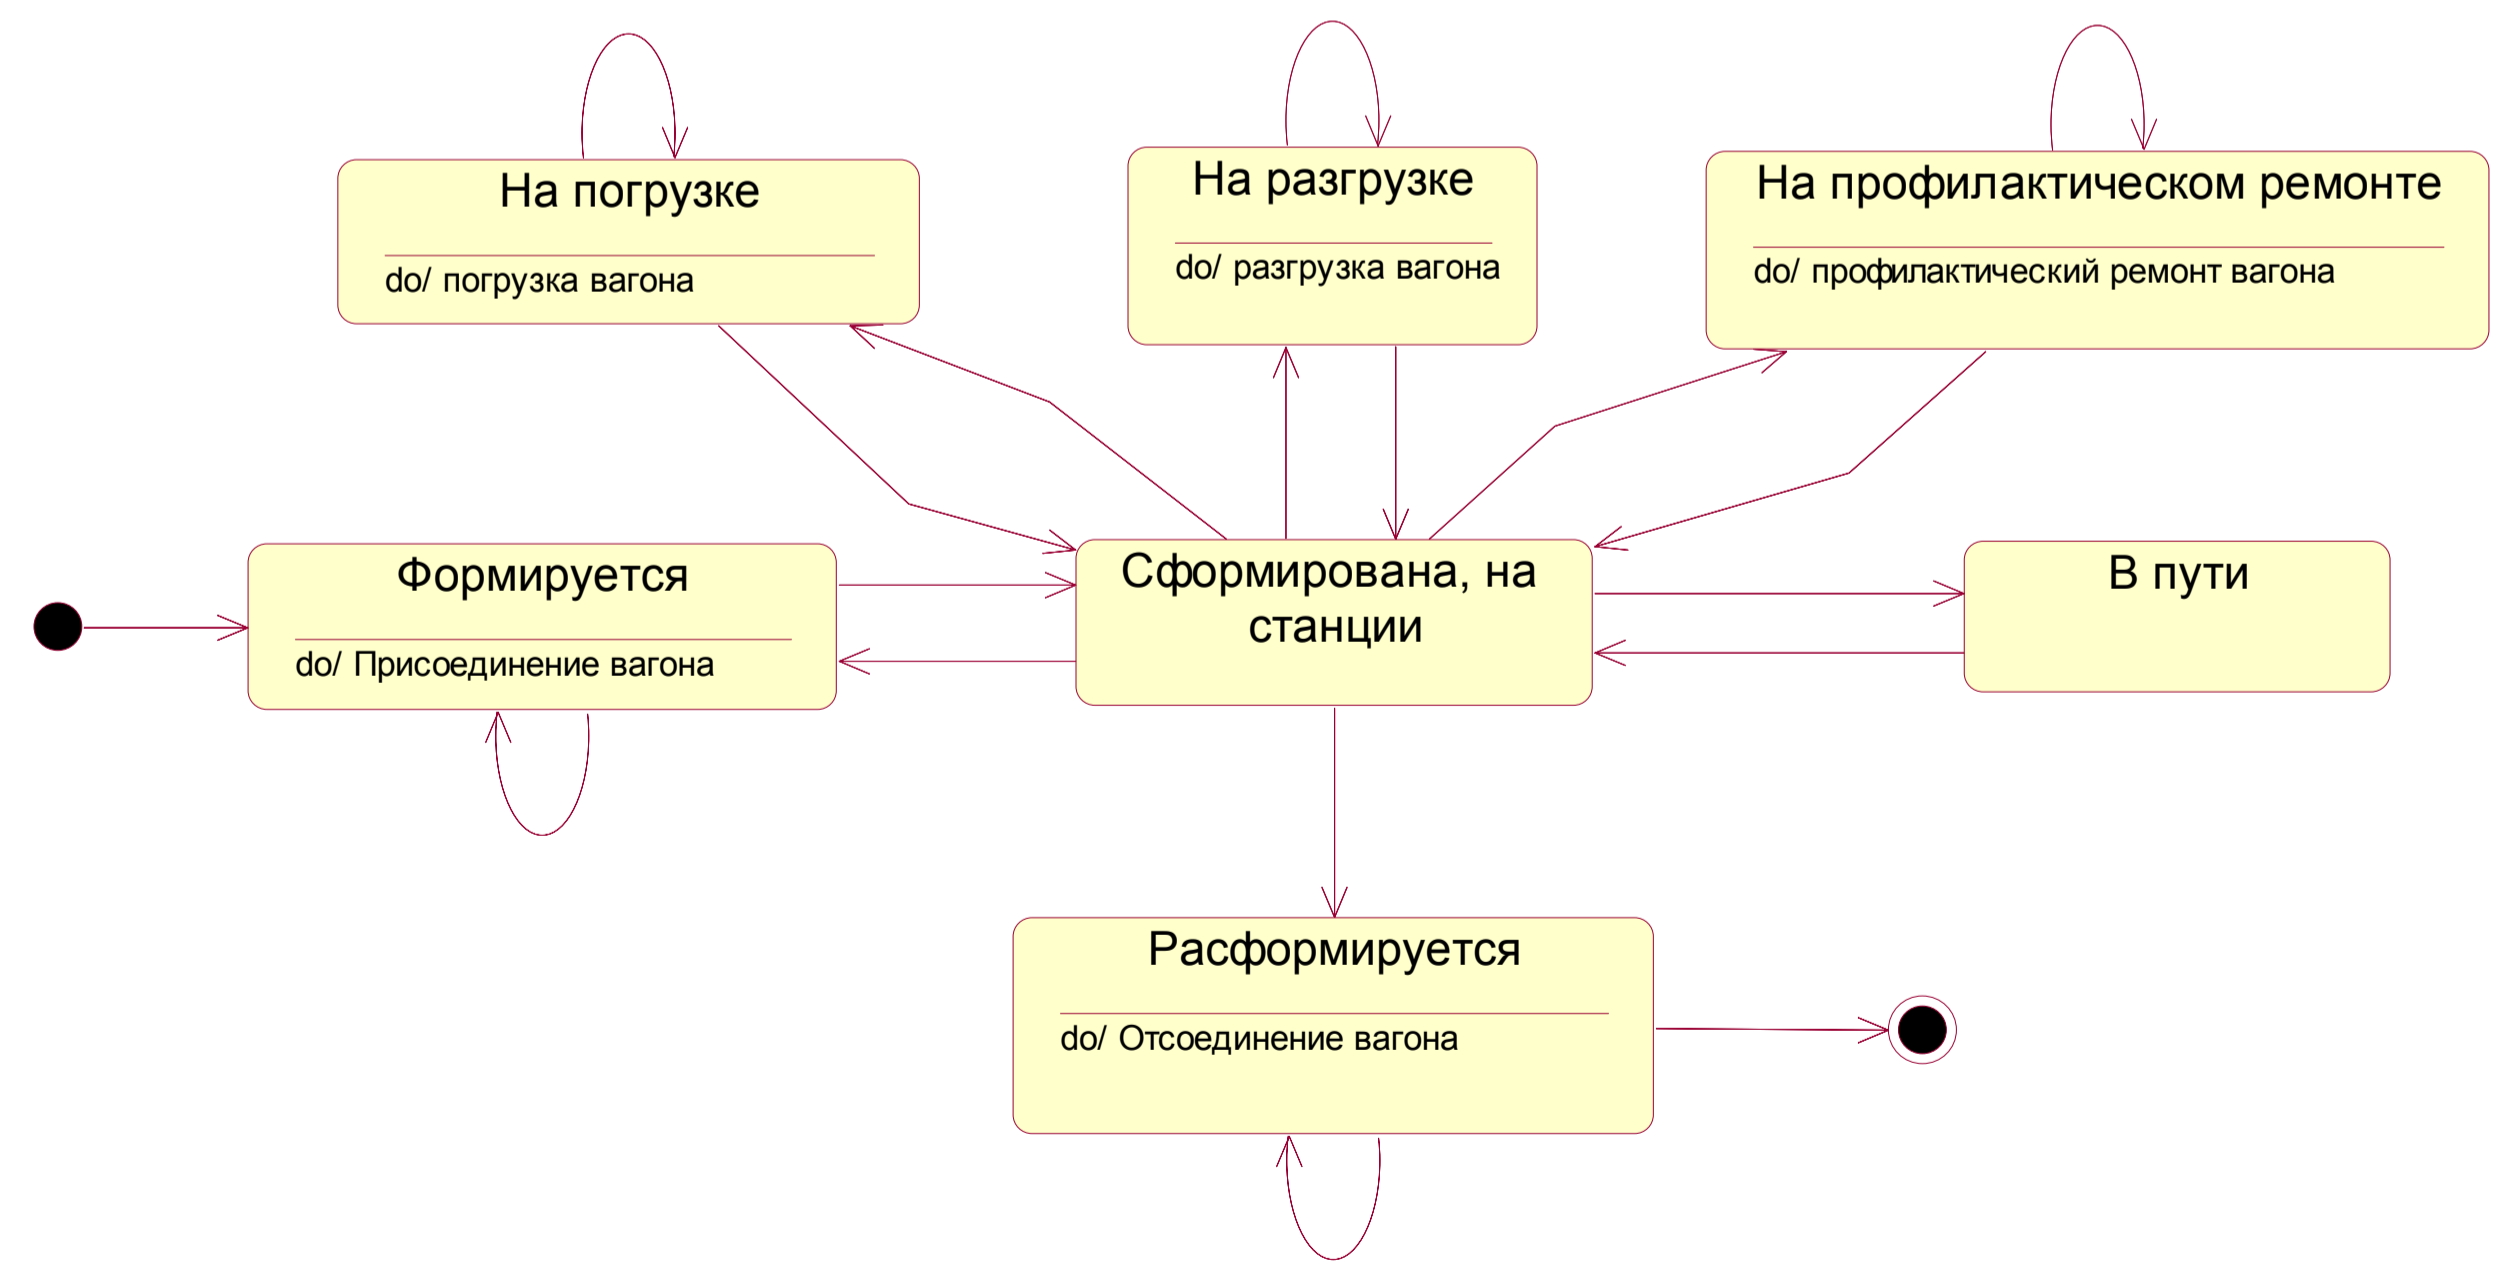 На погрузке
do/ погрузка вагона
На разгрузке
do/ разгрузка вагона
На профилактическом ремонте
do/ профилактический ремонт вагона
Формируется
do/ Присоединение вагона
Сформирована, на
станции
В пути
Расформируется
do/ Отсоединение вагона